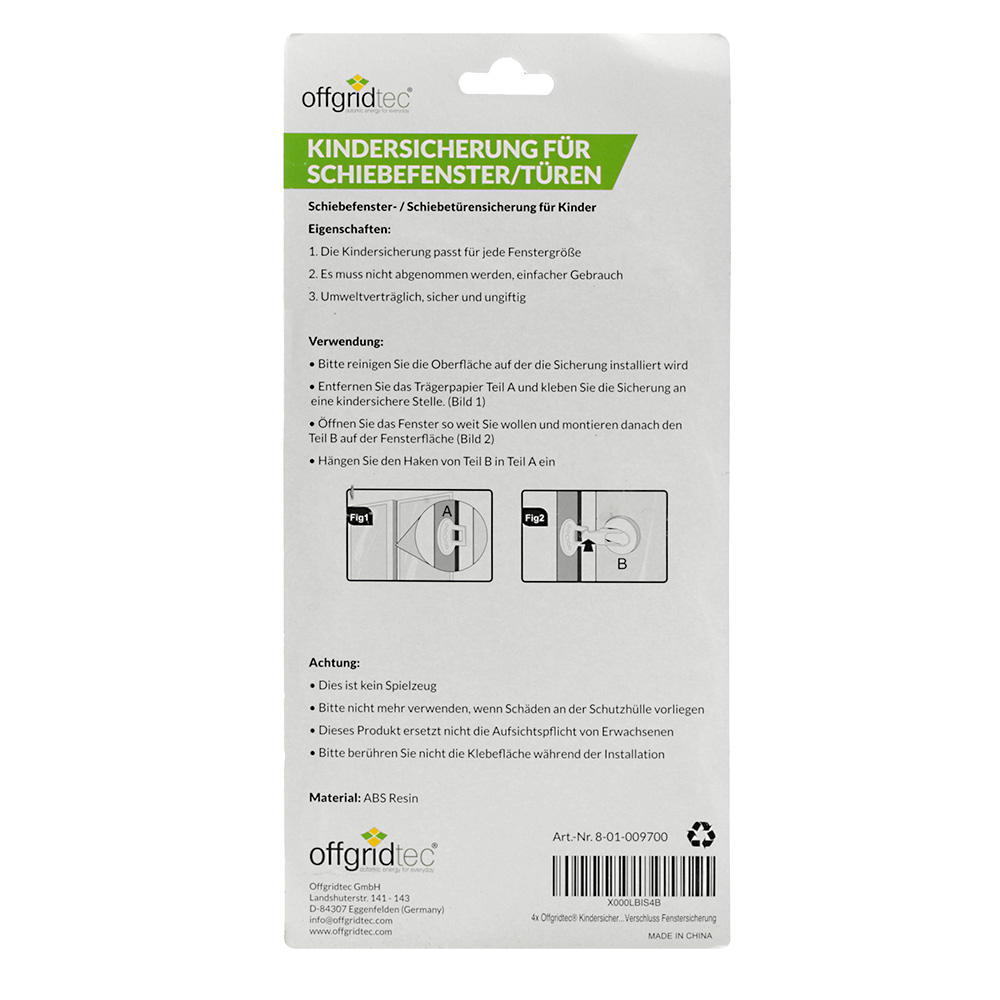 offgridtec®
autarkic energy for everyday
KINDERSICHERUNG FÜR
SCHIEBEFENSTER/TÜREN
Schiebefenster- / Schiebetürensicherung für Kinder
Eigenschaften:
1. Die Kindersicherung passt für jede Fenstergröße
2. Es muss nicht abgenommen werden, einfacher Gebrauch
3. Umweltverträglich, sicher und ungiftig
Verwendung:
• Bitte reinigen Sie die Oberfläche auf der die Sicherung installiert wird
• Entfernen Sie das Trägerpapier Teil A und kleben Sie die Sicherung an
eine kindersichere Stelle. (Bild 1)
• Öffnen Sie das Fenster so weit Sie wollen und montieren danach den
Teil B auf der Fensterfläche (Bild 2)
• Hängen Sie den Haken von Teil B in Teil A ein
Fig1 A
Fig2 B
Achtung:
• Dies ist kein Spielzeug
• Bitte nicht mehr verwenden, wenn Schäden an der Schutzhülle vorliegen
• Dieses Produkt ersetzt nicht die Aufsichtspflicht von Erwachsenen
• Bitte berühren Sie nicht die Klebefläche während der Installation
Material: ABS Resin
offgridtec®
autarkic energy for everyday
Offgridtec GmbH
Landshuterstr. 141 - 143
D-84307 Eggenfelden (Germany)
info@offgridtec.com
www.offgridtec.com
Art.-Nr. 8-01-009700
X000LBIS4B
4x Offgridtec® Kindersicher... Verschluss Fenstersicherung
MADE IN CHINA